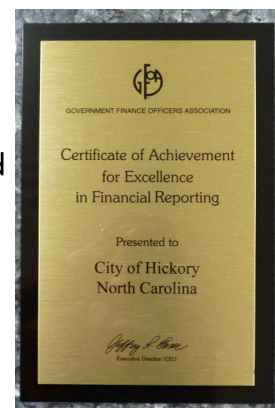 GFOA
GOVERNMENT FINANCE OFFICERS ASSOCIATION
Certificate of Achievement
for Excellence
in Financial Reporting
Presented to
City of Hickory
North Carolina
Executive Director / CEO